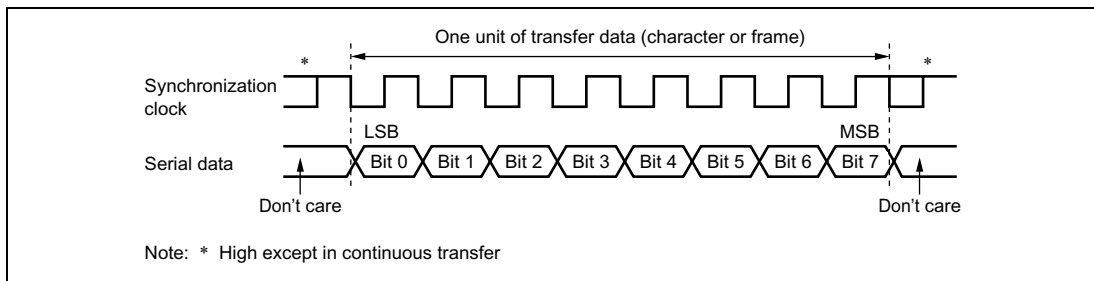 One unit of transfer data (character or frame)
* *
Synchronization
clock
LSB MSB
Serial data Bit 0 Bit 1 Bit 2 Bit 3 Bit 4 Bit 5 Bit 6 Bit 7
Don't care Don't care
Note: * High except in continuous transfer